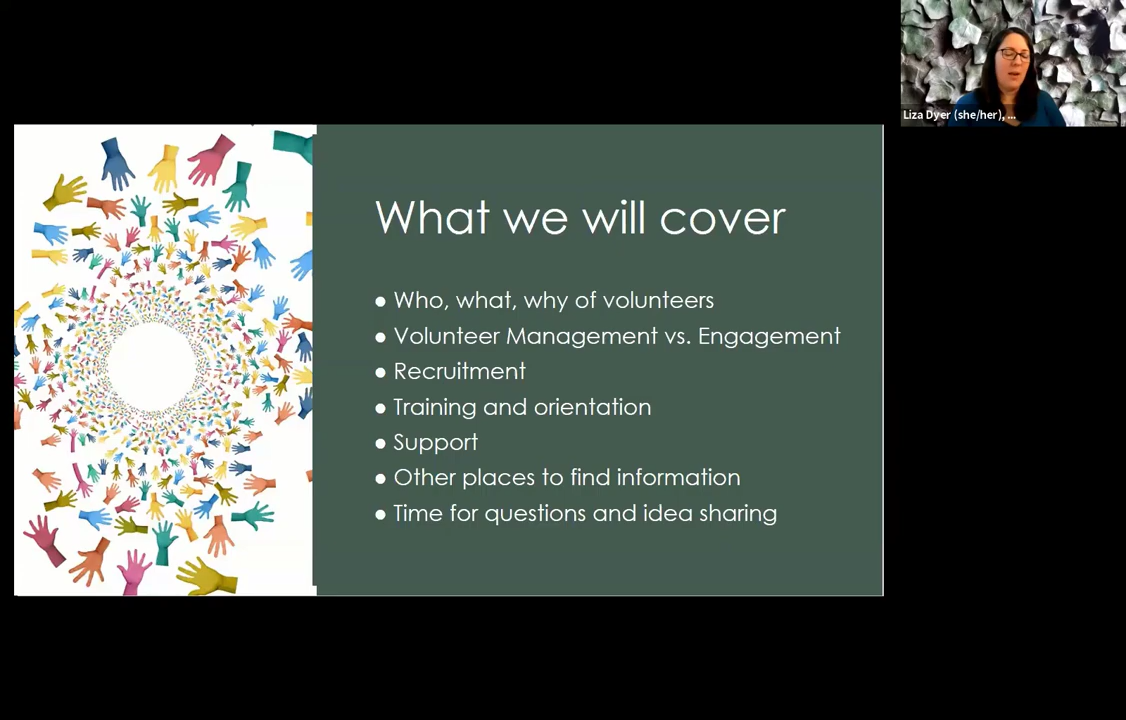 Liza Dyer (she/her), ...
What we will cover
● Who, what, why of volunteers
● Volunteer Management vs. Engagement
● Recruitment
● Training and orientation
● Support
● Other places to find information
● Time for questions and idea sharing